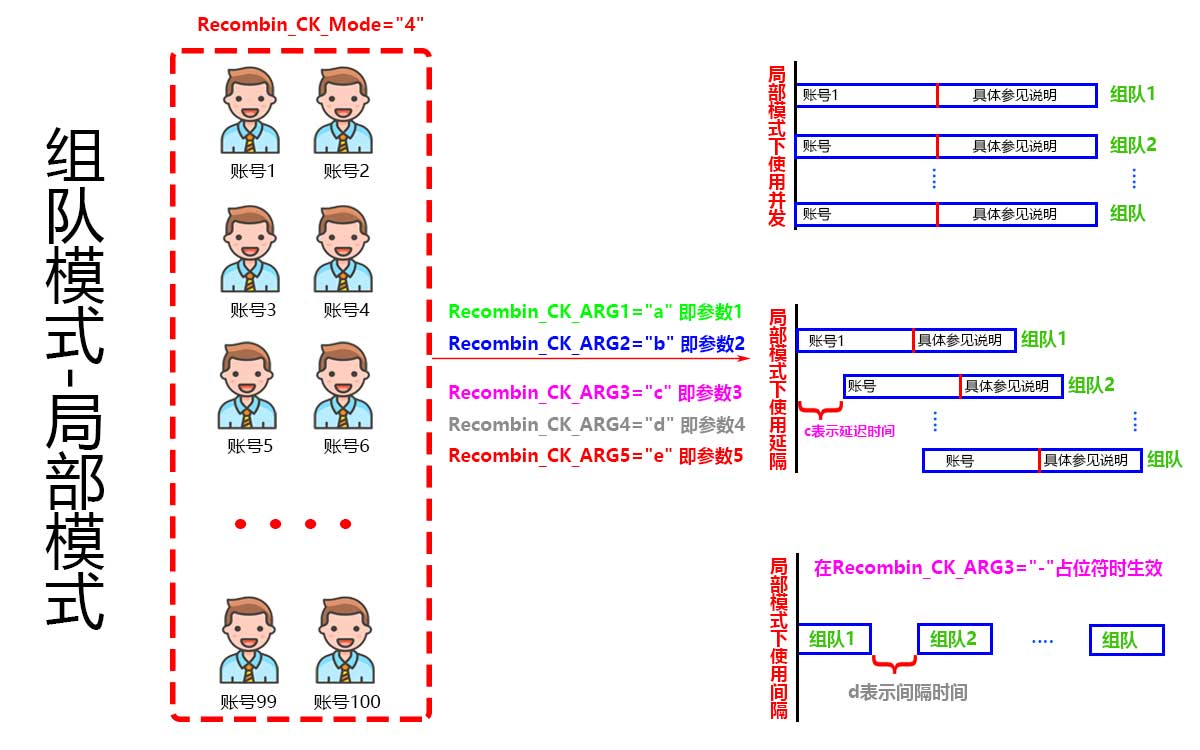 组队模式-局部模式
Recombin_CK_Mode="4"
账号1
账号2
账号3
账号4
账号5
账号6
账号99
账号100
Recombin_CK_ARG1="a" 即参数1
Recombin_CK_ARG2="b" 即参数2
Recombin_CK_ARG3="c" 即参数3
Recombin_CK_ARG4="d" 即参数4
Recombin_CK_ARG5="e" 即参数5
局部模式下使用并发
账号1
具体参见说明
组队1
账号
具体参见说明
组队2
账号
具体参见说明
组队
局部模式下使用延隔
账号1
具体参见说明
组队1
账号
具体参见说明
组队2
c表示延迟时间
账号
具体参见说明
组队
局部模式下使用间隔
在Recombin_CK_ARG3="-"占位符时生效
组队1
组队2
组队
d表示间隔时间